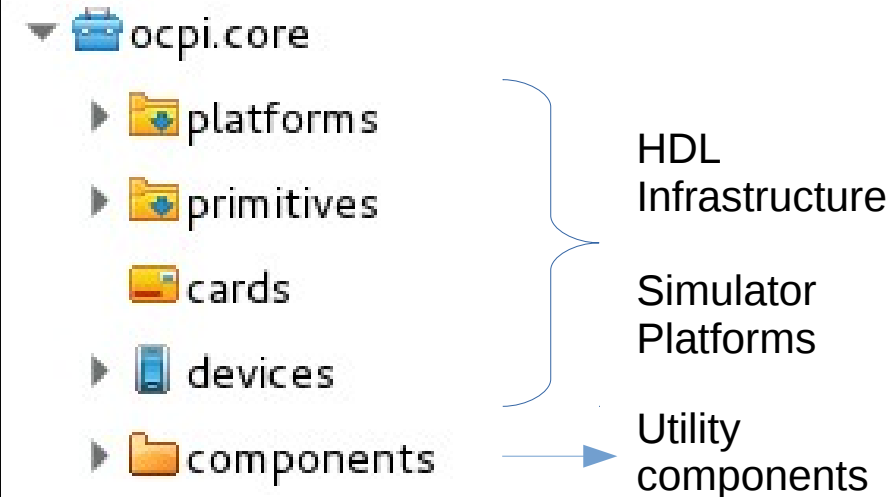 ocpi.core
platforms
primitives
cards
devices
components
HDL
Infrastructure
Simulator
Platforms
Utility
components